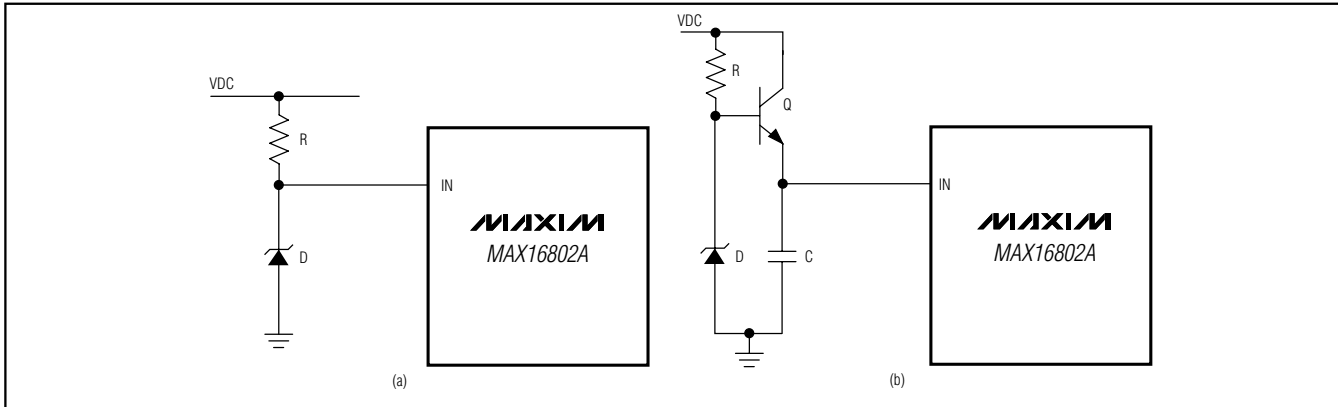 VDC
R
IN
D
MAXIM
MAX16802A
(a)
VDC
R
Q
IN
D
C
MAXIM
MAX16802A
(b)